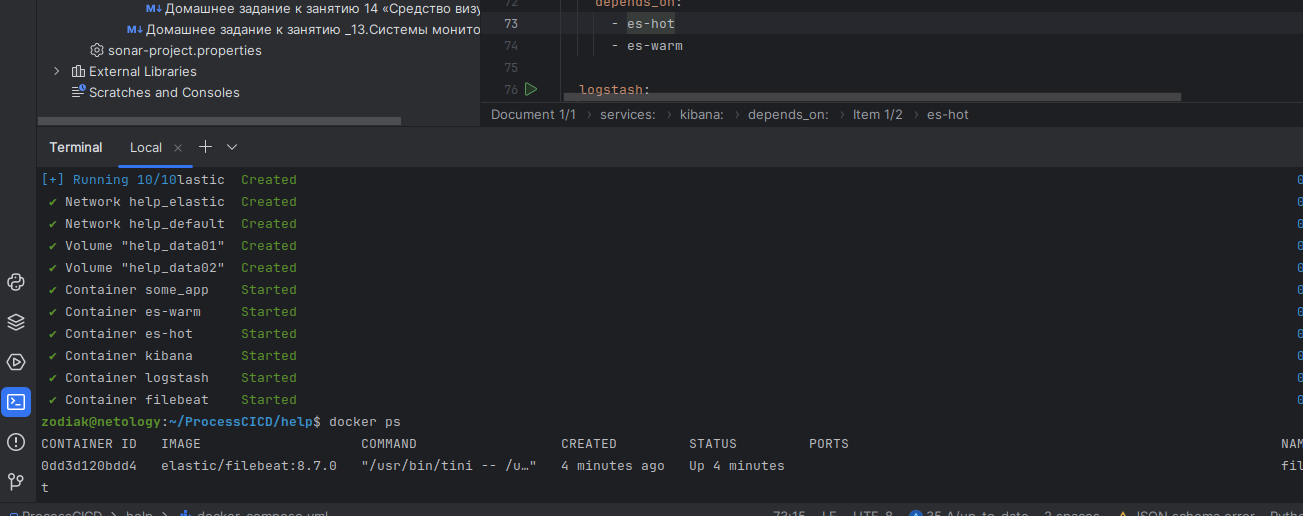 Домашнее задание к занятию 14 «Средство визу
Домашнее задание к занятию _13.Системы монито
sonar-project.properties
External Libraries
Scratches and Consoles
72 depends_on:
73 - es-hot
74 - es-warm
75
76 logstash:
Document 1/1 › services: › kibana: › depends_on: › Item 1/2 › es-hot
Terminal Local
[+] Running 10/10lastic Created 0
✔ Network help_elastic Created 0
✔ Network help_default Created 0
✔ Volume "help_data01" Created 0
✔ Volume "help_data02" Created 0
✔ Container some_app Started 0
✔ Container es-warm Started 0
✔ Container es-hot Started 0
✔ Container kibana Started 0
✔ Container logstash Started 0
✔ Container filebeat Started 0
zodiak@netology:~/ProcessCICD/help$ docker ps
CONTAINER ID IMAGE COMMAND CREATED STATUS PORTS NAM
0dd3d120bdd4 elastic/filebeat:8.7.0 "/usr/bin/tini -- /u…" 4 minutes ago Up 4 minutes fil
t
ProcessCICD › help › docker-compose.yml 73:15 LF UTF-8 35 ∧/up-to-date 2 spaces JSON schema error Pytho